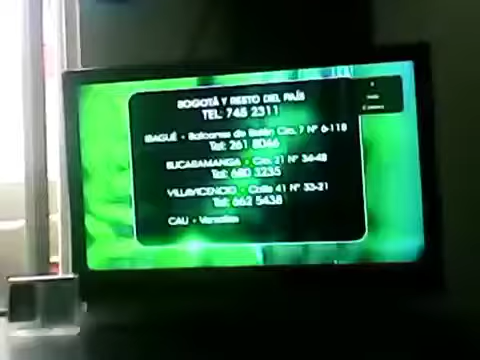 BOGOTÁ Y RESTO DEL PAÍS
TEL: 745 2311
IBAGUÉ - Balcones de Belén Cra. 7 Nº 6-118
Tel: 261 8046
BUCARAMANGA - Cra. 21 Nº 34-48
Tel: 680 3235
VILLAVICENCIO - Calle 41 Nº 33-21
Tel: 662 5438
CALI - Versalles